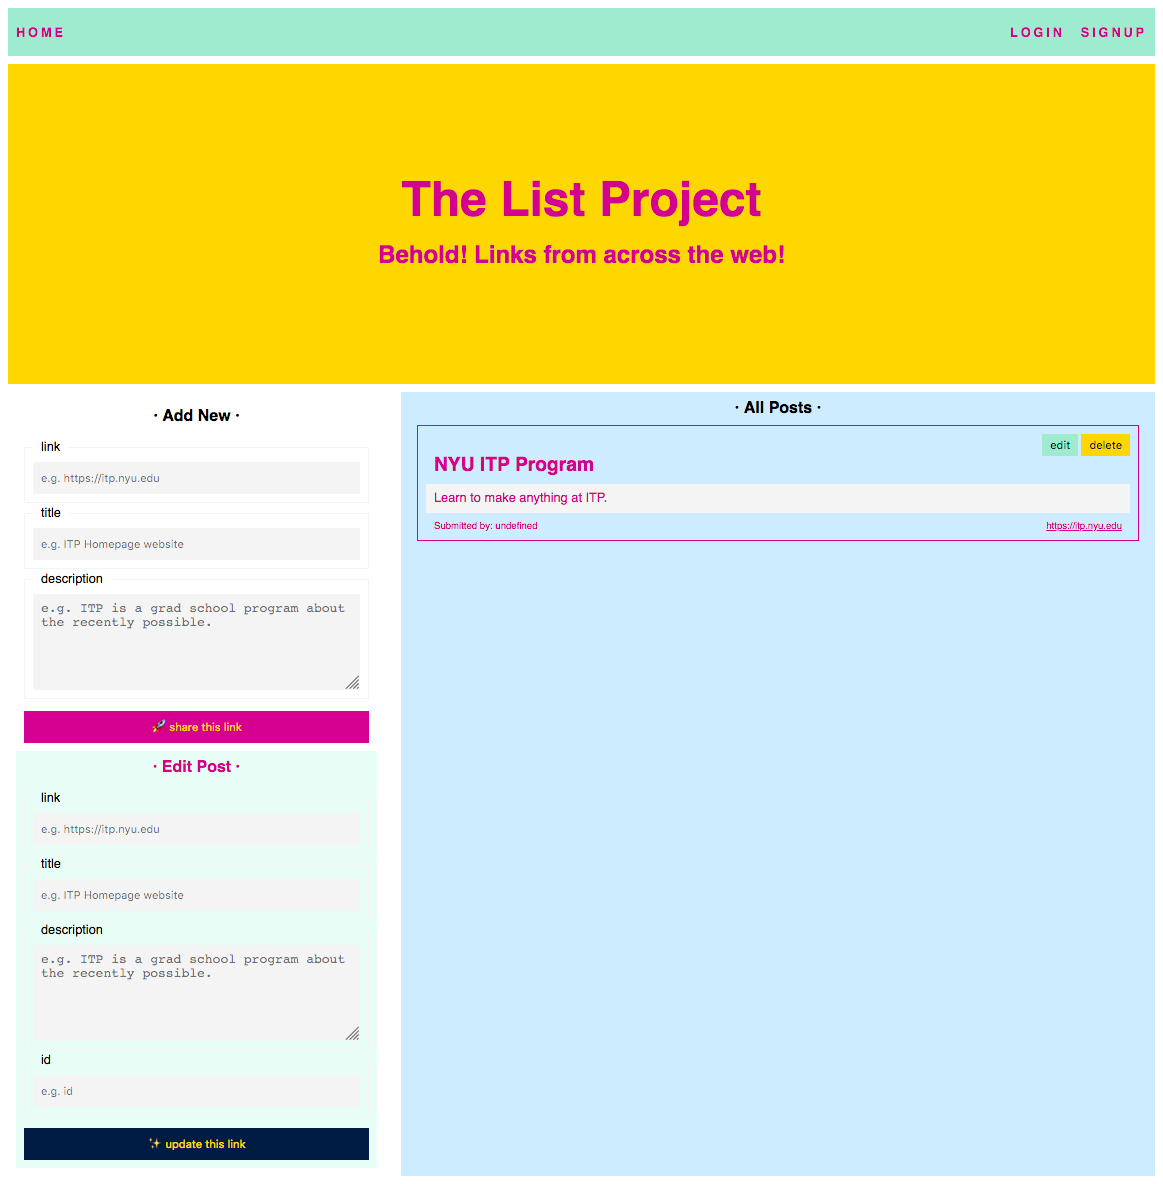 HOME
LOGIN SIGNUP
The List Project
Behold! Links from across the web!
· Add New ·
link
e.g. https://itp.nyu.edu
title
e.g. ITP Homepage website
description
e.g. ITP is a grad school program about
the recently possible.
🚀 share this link
· Edit Post ·
link
e.g. https://itp.nyu.edu
title
e.g. ITP Homepage website
description
e.g. ITP is a grad school program about
the recently possible.
id
e.g. id
✨ update this link
· All Posts ·
edit delete
NYU ITP Program
Learn to make anything at ITP.
Submitted by: undefined https://itp.nyu.edu